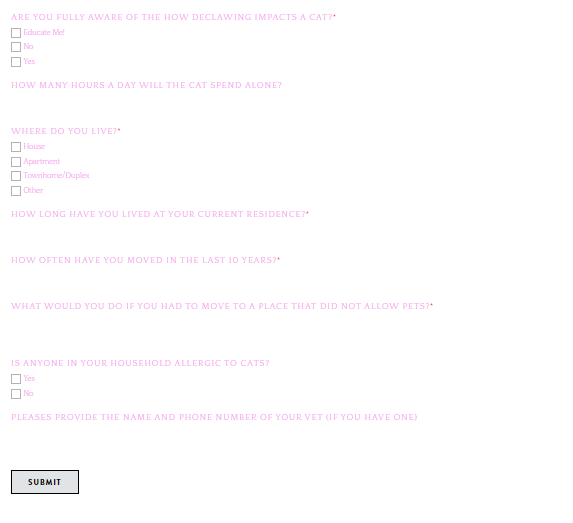 ARE YOU FULLY AWARE OF THE HOW DECLAWING IMPACTS A CAT?*
Educate Me!
No
Yes
HOW MANY HOURS A DAY WILL THE CAT SPEND ALONE?
WHERE DO YOU LIVE?*
House
Apartment
Townhome/Duplex
Other
HOW LONG HAVE YOU LIVED AT YOUR CURRENT RESIDENCE?*
HOW OFTEN HAVE YOU MOVED IN THE LAST 10 YEARS?*
WHAT WOULD YOU DO IF YOU HAD TO MOVE TO A PLACE THAT DID NOT ALLOW PETS?*
IS ANYONE IN YOUR HOUSEHOLD ALLERGIC TO CATS?
Yes
No
PLEASES PROVIDE THE NAME AND PHONE NUMBER OF YOUR VET (IF YOU HAVE ONE)
SUBMIT